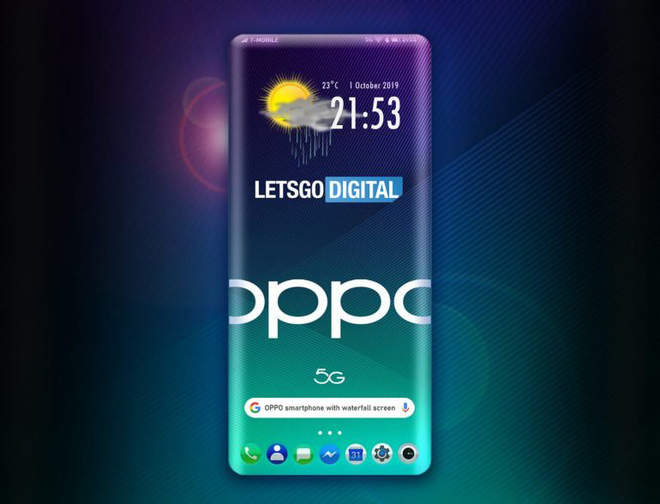 T-MOBILE
23°C 1 October 2019
21:53
LETSGO DIGITAL
oppo
5G
G OPPO smartphone with waterfall screen
31